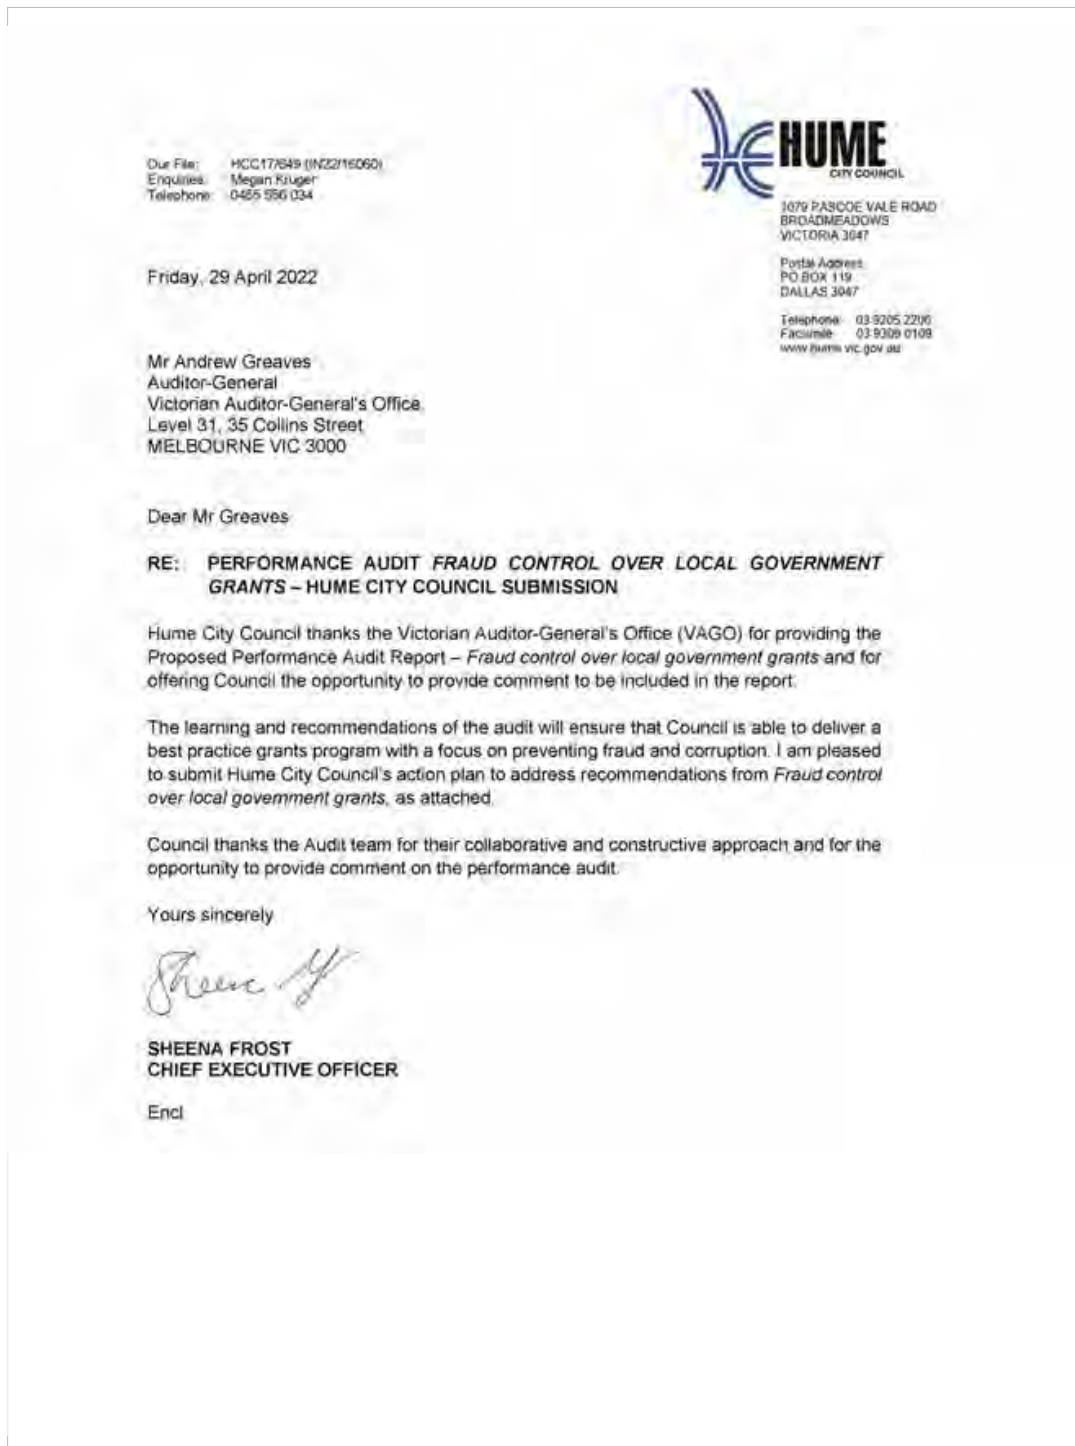 HUME
CITY COUNCIL
Our File: HCC17/649 (IN22/16060)
Enquiries: Megan Kruger
Telephone: 0455 556 034
1079 PASCOE VALE ROAD
BROADMEADOWS
VICTORIA 3047
Postal Address:
PO BOX 119
DALLAS 3047
Telephone: 03 9205 2200
Facsimile: 03 9309 0109
www.hume.vic.gov.au
Friday, 29 April 2022
Mr Andrew Greaves
Auditor-General
Victorian Auditor-General's Office
Level 31, 35 Collins Street
MELBOURNE VIC 3000
Dear Mr Greaves
RE: PERFORMANCE AUDIT FRAUD CONTROL OVER LOCAL GOVERNMENT
GRANTS – HUME CITY COUNCIL SUBMISSION
Hume City Council thanks the Victorian Auditor-General's Office (VAGO) for providing the
Proposed Performance Audit Report – Fraud control over local government grants and for
offering Council the opportunity to provide comment to be included in the report.
The learning and recommendations of the audit will ensure that Council is able to deliver a
best practice grants program with a focus on preventing fraud and corruption. I am pleased
to submit Hume City Council's action plan to address recommendations from Fraud control
over local government grants, as attached.
Council thanks the Audit team for their collaborative and constructive approach and for the
opportunity to provide comment on the performance audit.
Yours sincerely
SHEENA FROST
CHIEF EXECUTIVE OFFICER
Encl